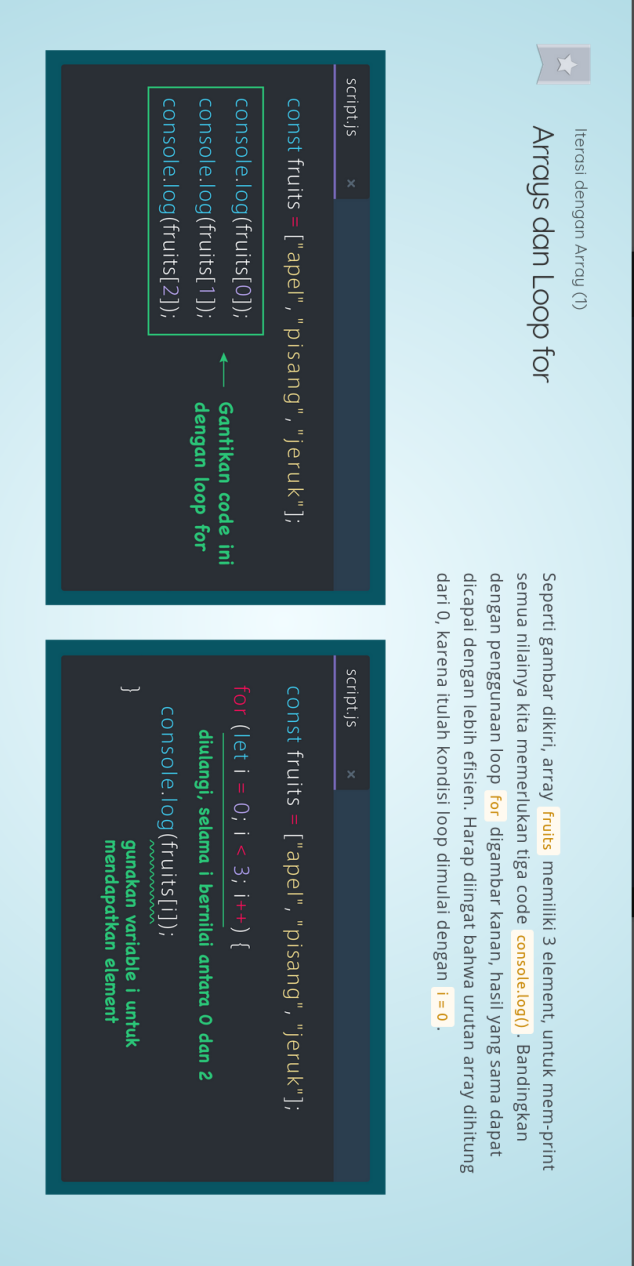 Iterasi dengan Array (1)
Arrays dan Loop for
Seperti gambar dikiri, array fruits memiliki 3 element, untuk mem-print
semua nilainya kita memerlukan tiga code console.log() . Bandingkan
dengan penggunaan loop for digambar kanan, hasil yang sama dapat
dicapai dengan lebih efisien. Harap diingat bahwa urutan array dihitung
dari 0, karena itulah kondisi loop dimulai dengan i = 0 .
script.js ×
const fruits = ["apel", "pisang", "jeruk"];
console.log(fruits[0]);
console.log(fruits[1]);
console.log(fruits[2]);
Gantikan code ini
dengan loop for
script.js ×
const fruits = ["apel", "pisang", "jeruk"];
for (let i = 0; i < 3; i++) {
diulangi, selama i bernilai antara 0 dan 2
console.log(fruits[i]);
}
gunakan variable i untuk
mendapatkan element